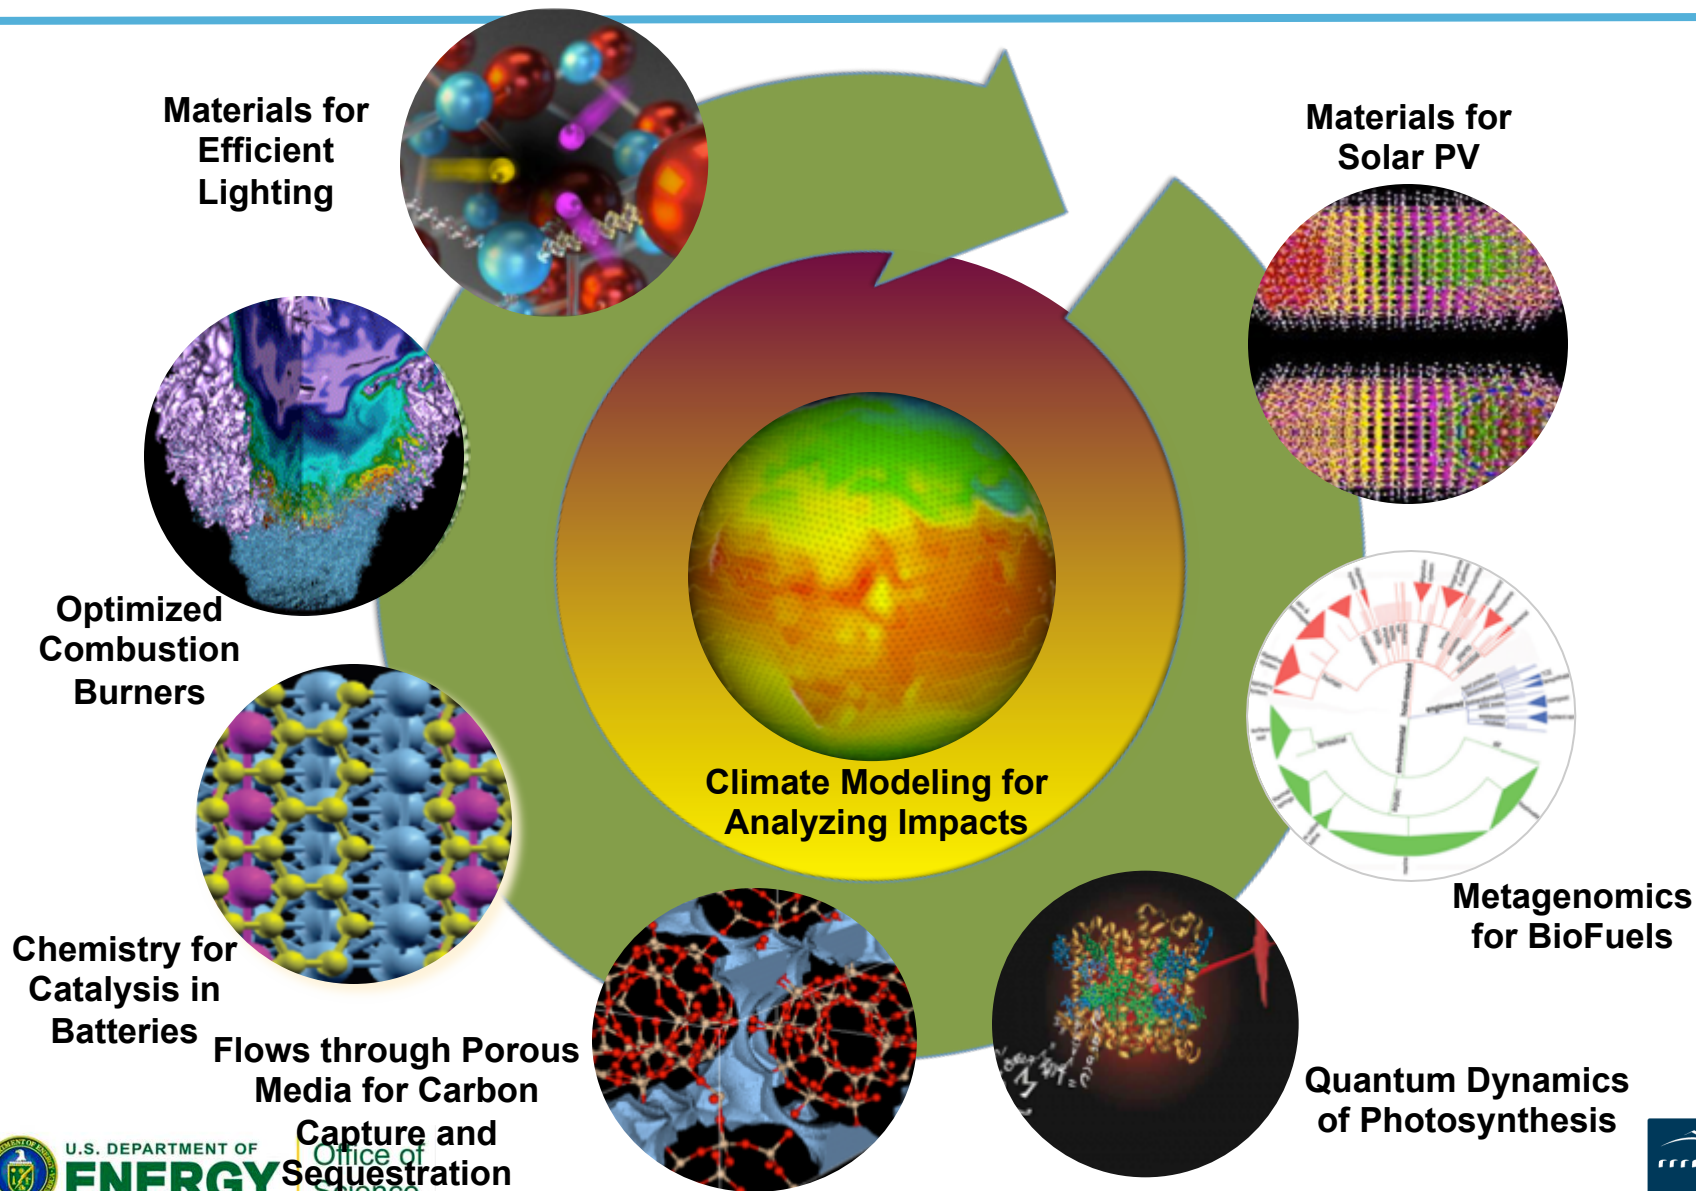 Materials for
Efficient
Lighting
Materials for
Solar PV
Optimized
Combustion
Burners
Climate Modeling for
Analyzing Impacts
Metagenomics
for BioFuels
engineered
Chemistry for
Catalysis in
Batteries
Flows through Porous
Media for Carbon
Capture and
Sequestration
Quantum Dynamics
of Photosynthesis
U.S. DEPARTMENT OF
ENERGY
Office of
Science